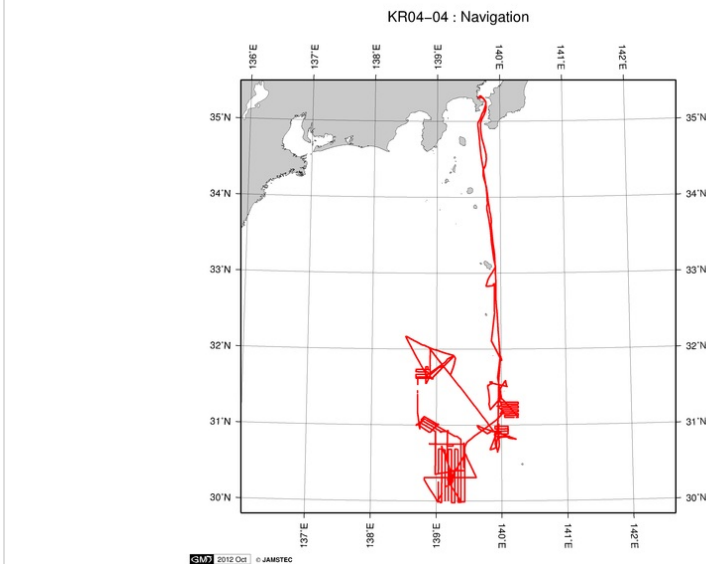 KR04−04 : Navigation
136°E 137°E 138°E 139°E 140°E 141°E 142°E
35°N 35°N
34°N 34°N
33°N 33°N
32°N 32°N
31°N 31°N
30°N 30°N
137°E 138°E 139°E 140°E 141°E 142°E
GMD 2012 Oct © JAMSTEC